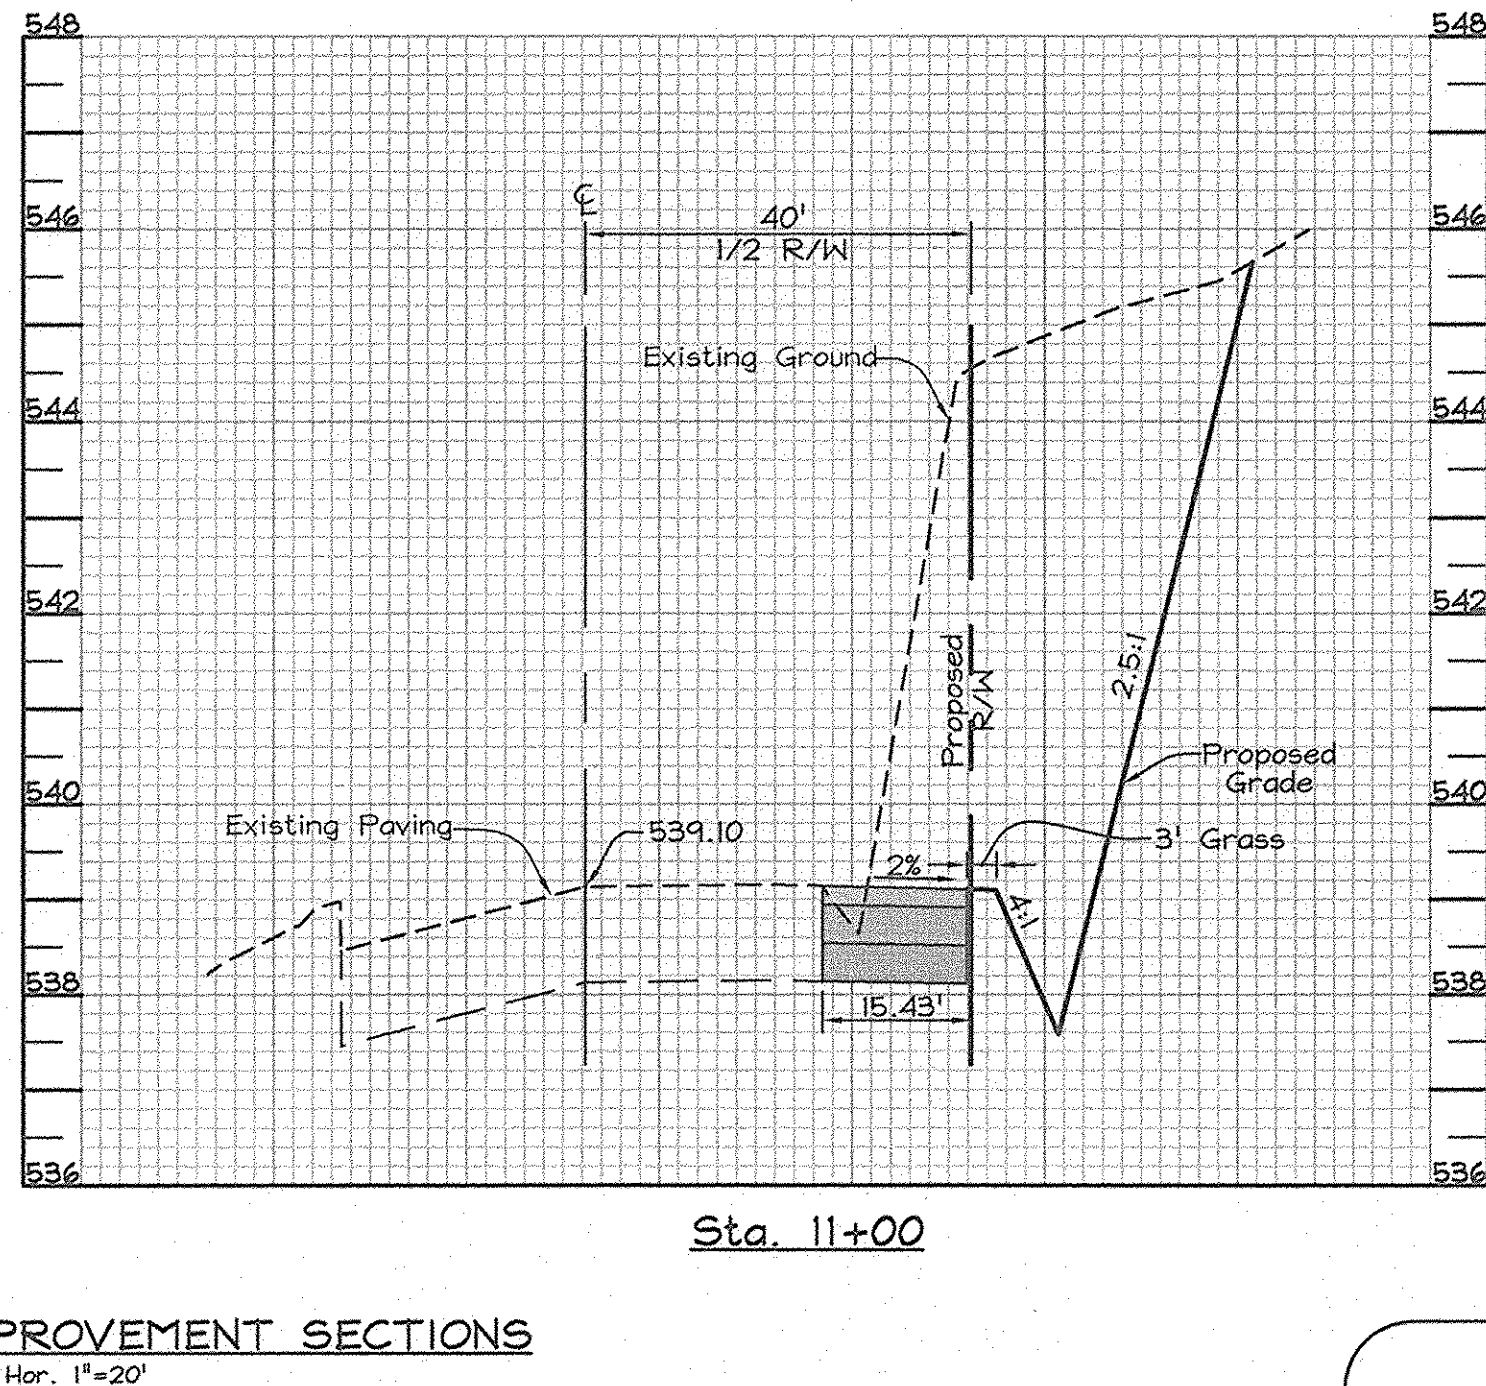 548 548
546 546
℄
40'
1/2 R/W
Existing Ground
544 544
542 542
Proposed
R/W
2.5:1
Proposed
Grade
540 540
Existing Paving
539.10
3' Grass
2%
4:1
538 538
15.43'
536 536
Sta. 11+00
PROVEMENT SECTIONS
Hor. 1"=20'